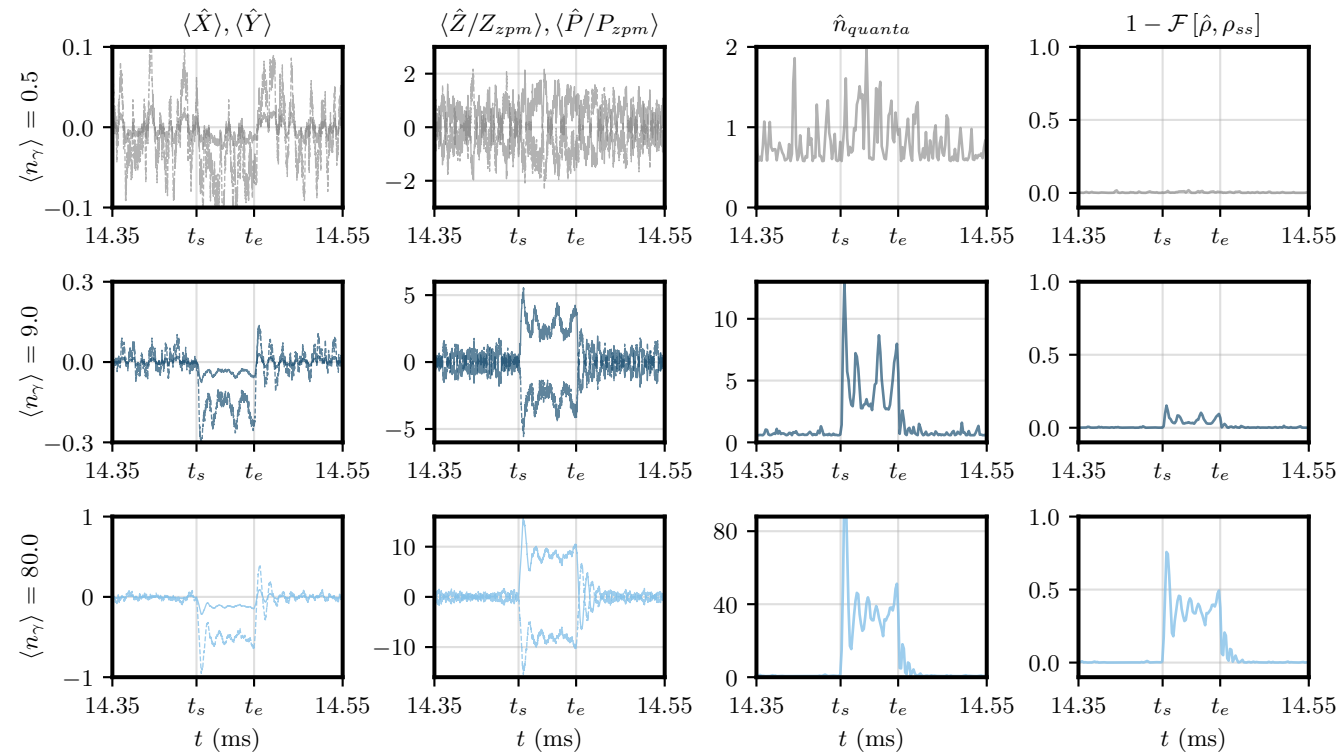 ⟨X̂⟩, ⟨Ŷ⟩ ⟨Ẑ/Z_{zpm}⟩, ⟨P̂/P_{zpm}⟩ n̂_{quanta} 1 − ℱ[ρ̂, ρ_{ss}]
⟨n_γ⟩ = 0.5
0.1 0.0 −0.1
2 0 −2
2 1 0
1.0 0.5 0.0
14.35 t_s t_e 14.55 14.35 t_s t_e 14.55 14.35 t_s t_e 14.55 14.35 t_s t_e 14.55
⟨n_γ⟩ = 9.0
0.3 0.0 −0.3
5 0 −5
10 5 0
1.0 0.5 0.0
14.35 t_s t_e 14.55 14.35 t_s t_e 14.55 14.35 t_s t_e 14.55 14.35 t_s t_e 14.55
⟨n_γ⟩ = 80.0
1 0 −1
10 0 −10
80 40 0
1.0 0.5 0.0
14.35 t_s t_e 14.55 14.35 t_s t_e 14.55 14.35 t_s t_e 14.55 14.35 t_s t_e 14.55
t (ms) t (ms) t (ms) t (ms)